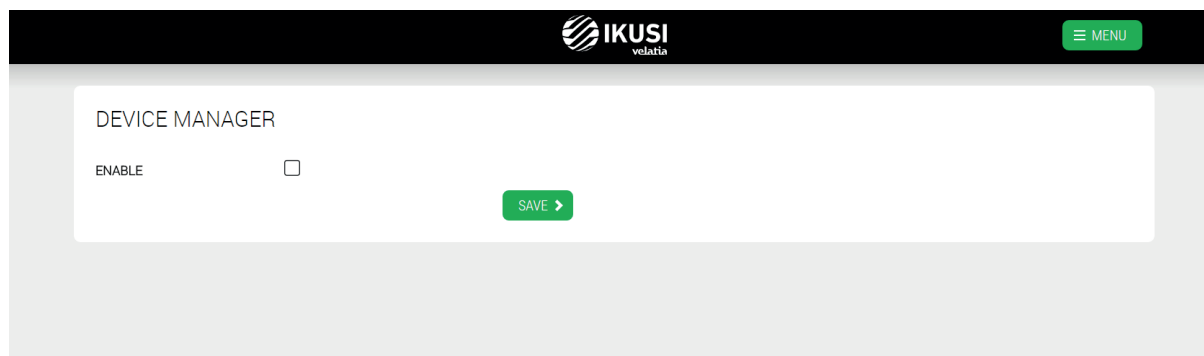 IKUSI
velatia
☰ MENU
DEVICE MANAGER
ENABLE
SAVE